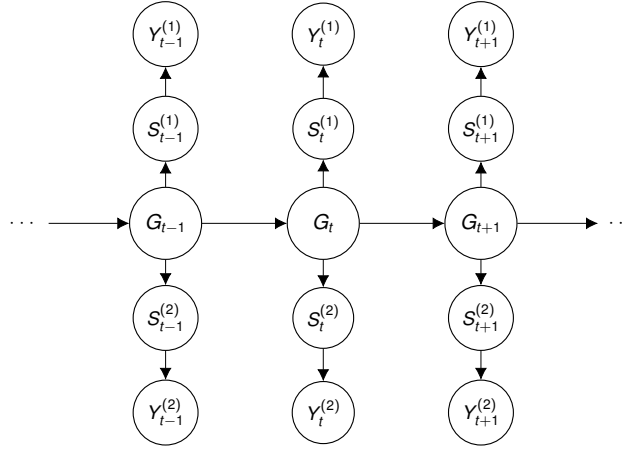 Y_{t−1}^{(1)} Y_t^{(1)} Y_{t+1}^{(1)}
S_{t−1}^{(1)} S_t^{(1)} S_{t+1}^{(1)}
··· G_{t−1} G_t G_{t+1} ··
S_{t−1}^{(2)} S_t^{(2)} S_{t+1}^{(2)}
Y_{t−1}^{(2)} Y_t^{(2)} Y_{t+1}^{(2)}